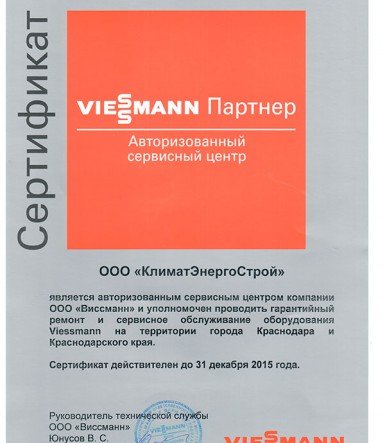 Сертификат
VIESSMANN Партнер
Авторизованный
сервисный центр
ООО «КлиматЭнергоСтрой»
является авторизованным сервисным центром компании
ООО «Виссманн» и уполномочен проводить гарантийный
ремонт и сервисное обслуживание оборудования
Viessmann на территории города Краснодара и
Краснодарского края.
Сертификат действителен до 31 декабря 2015 года.
Руководитель технической службы
ООО «Виссманн»
Юнусов В. С.
VIESSMANN